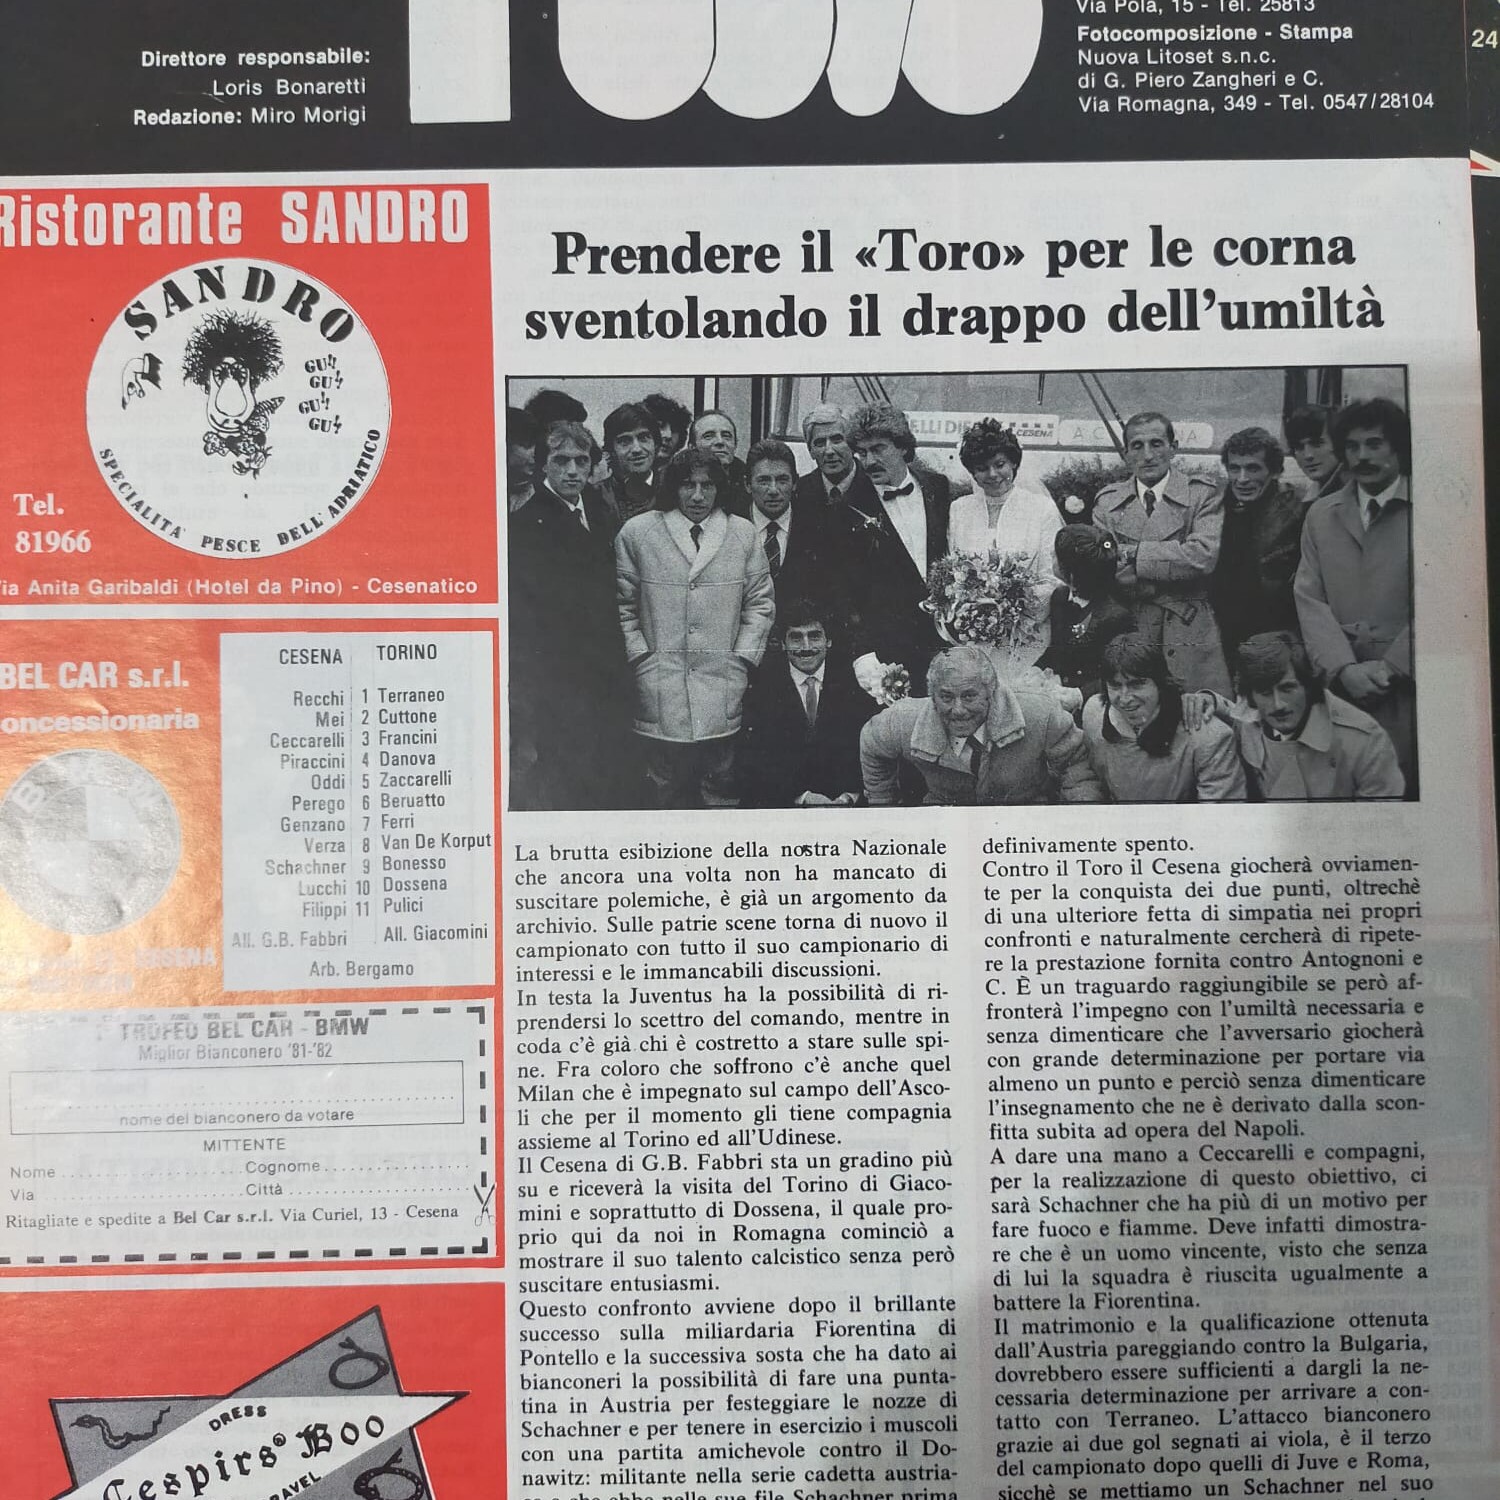 Direttore responsabile:
Loris Bonaretti
Redazione: Miro Morigi
Via Pola, 15 - Tel. 25813
Fotocomposizione - Stampa
Nuova Litoset s.n.c.
di G. Piero Zangheri e C.
Via Romagna, 349 - Tel. 0547/28104
24
Ristorante SANDRO
SANDRO
GU!!
GU!
GU!
GU!
SPECIALITA' PESCE DELL'ADRIATICO
Tel.
81966
ia Anita Garibaldi (Hotel da Pino) - Cesenatico
BEL CAR s.r.l.
oncessionaria
CESENA TORINO
Recchi 1 Terraneo
Mei 2 Cuttone
Ceccarelli 3 Francini
Piraccini 4 Danova
Oddi 5 Zaccarelli
Perego 6 Beruatto
Genzano 7 Ferri
Verza 8 Van De Korput
Schachner 9 Bonesso
Lucchi 10 Dossena
Filippi 11 Pulici
All. G.B. Fabbri All. Giacomini
Arb. Bergamo
TROFEO BEL CAR - BMW
Miglior Bianconero '81-'82
nome del bianconero da votare
MITTENTE
Nome Cognome
Via Città
Ritagliate e spedite a Bel Car s.r.l. Via Curiel, 13 - Cesena
DRESS
Cespirs® Boo
RAVEL
Prendere il «Toro» per le corna
sventolando il drappo dell'umiltà
CESENA
La brutta esibizione della nostra Nazionale
che ancora una volta non ha mancato di
suscitare polemiche, è già un argomento da
archivio. Sulle patrie scene torna di nuovo il
campionato con tutto il suo campionario di
interessi e le immancabili discussioni.
In testa la Juventus ha la possibilità di ri-
prendersi lo scettro del comando, mentre in
coda c'è già chi è costretto a stare sulle spi-
ne. Fra coloro che soffrono c'è anche quel
Milan che è impegnato sul campo dell'Asco-
li che per il momento gli tiene compagnia
assieme al Torino ed all'Udinese.
Il Cesena di G.B. Fabbri sta un gradino più
su e riceverà la visita del Torino di Giaco-
mini e soprattutto di Dossena, il quale pro-
prio qui da noi in Romagna cominciò a
mostrare il suo talento calcistico senza però
suscitare entusiasmi.
Questo confronto avviene dopo il brillante
successo sulla miliardaria Fiorentina di
Pontello e la successiva sosta che ha dato ai
bianconeri la possibilità di fare una punta-
tina in Austria per festeggiare le nozze di
Schachner e per tenere in esercizio i muscoli
con una partita amichevole contro il Do-
nawitz: militante nella serie cadetta austria-
ca e che ebbe nelle sue file Schachner prima
definivamente spento.
Contro il Toro il Cesena giocherà ovviamen-
te per la conquista dei due punti, oltrechè
di una ulteriore fetta di simpatia nei propri
confronti e naturalmente cercherà di ripete-
re la prestazione fornita contro Antognoni e
C. È un traguardo raggiungibile se però af-
fronterà l'impegno con l'umiltà necessaria e
senza dimenticare che l'avversario giocherà
con grande determinazione per portare via
almeno un punto e perciò senza dimenticare
l'insegnamento che ne è derivato dalla scon-
fitta subita ad opera del Napoli.
A dare una mano a Ceccarelli e compagni,
per la realizzazione di questo obiettivo, ci
sarà Schachner che ha più di un motivo per
fare fuoco e fiamme. Deve infatti dimostra-
re che è un uomo vincente, visto che senza
di lui la squadra è riuscita ugualmente a
battere la Fiorentina.
Il matrimonio e la qualificazione ottenuta
dall'Austria pareggiando contro la Bulgaria,
dovrebbero essere sufficienti a dargli la ne-
cessaria determinazione per arrivare a con-
tatto con Terraneo. L'attacco bianconero
grazie ai due gol segnati ai viola, è il terzo
del campionato dopo quelli di Juve e Roma,
sicchè se mettiamo un Schachner nel suo